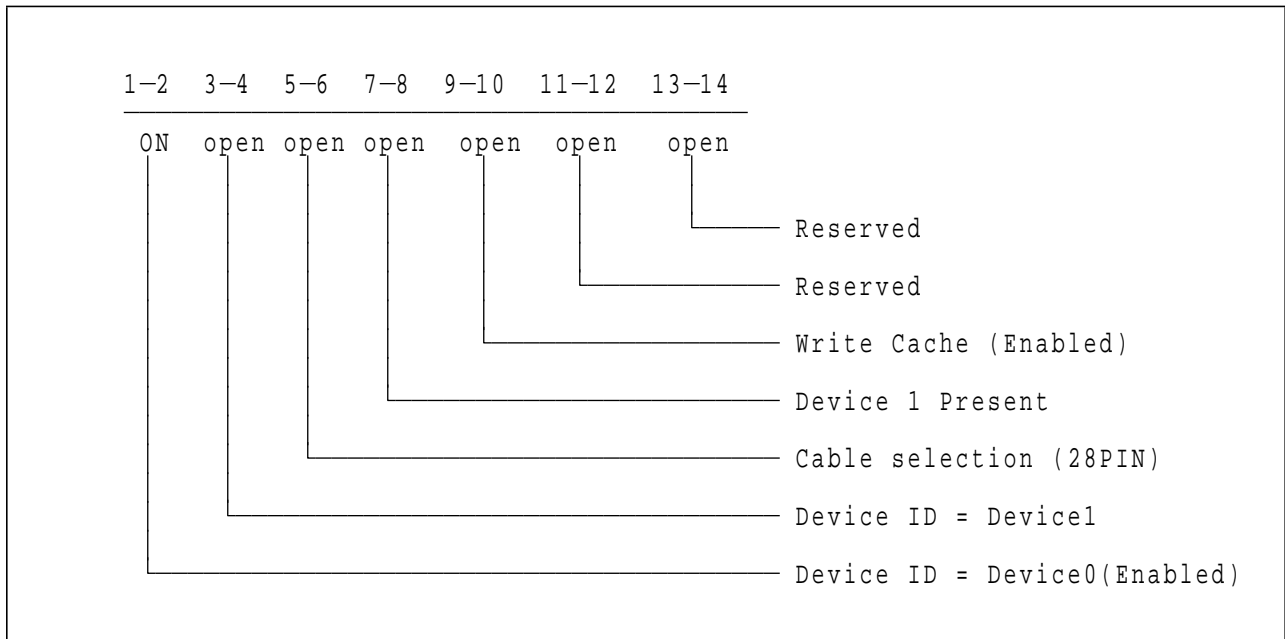 1—2 3—4 5—6 7—8 9—10 11—12 13—14
ON open open open open open open
Reserved
Reserved
Write Cache (Enabled)
Device 1 Present
Cable selection (28PIN)
Device ID = Device1
Device ID = Device0(Enabled)